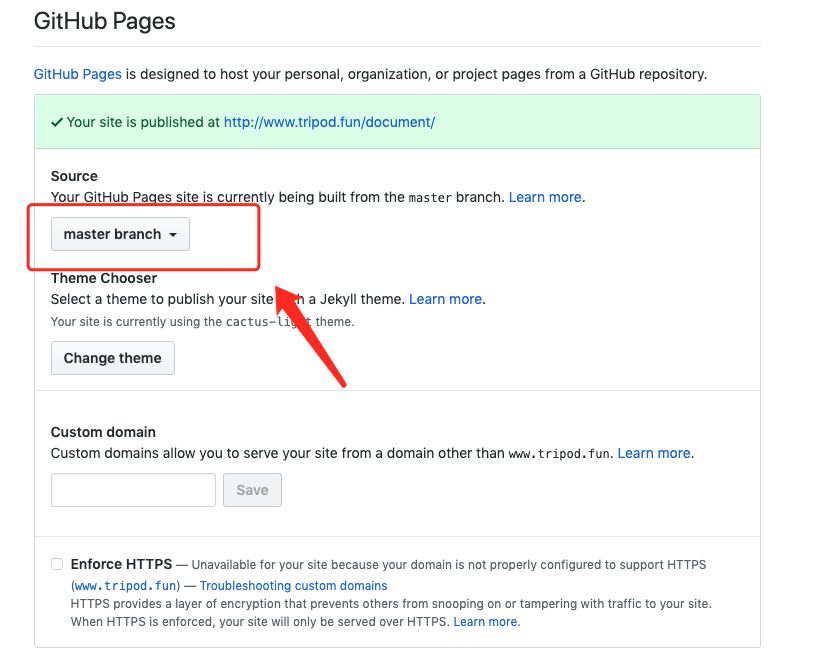 GitHub Pages
GitHub Pages is designed to host your personal, organization, or project pages from a GitHub repository.
Your site is published at http://www.tripod.fun/document/
Source
Your GitHub Pages site is currently being built from the master branch. Learn more.
master branch
Theme Chooser
Select a theme to publish your site a Jekyll theme. Learn more.
Your site is currently using the theme.
Change theme
Custom domain
Custom domains allow you to serve your site from a domain other than www.tripod.fun. Learn more.
Save
Enforce HTTPS — Unavailable for your site because your domain is not properly configured to support HTTPS
(www.tripod.fun) — Troubleshooting custom domains
HTTPS provides a layer of encryption that prevents others from snooping on or tampering with traffic to your site.
When HTTPS is enforced, your site will only be served over HTTPS. Learn more.